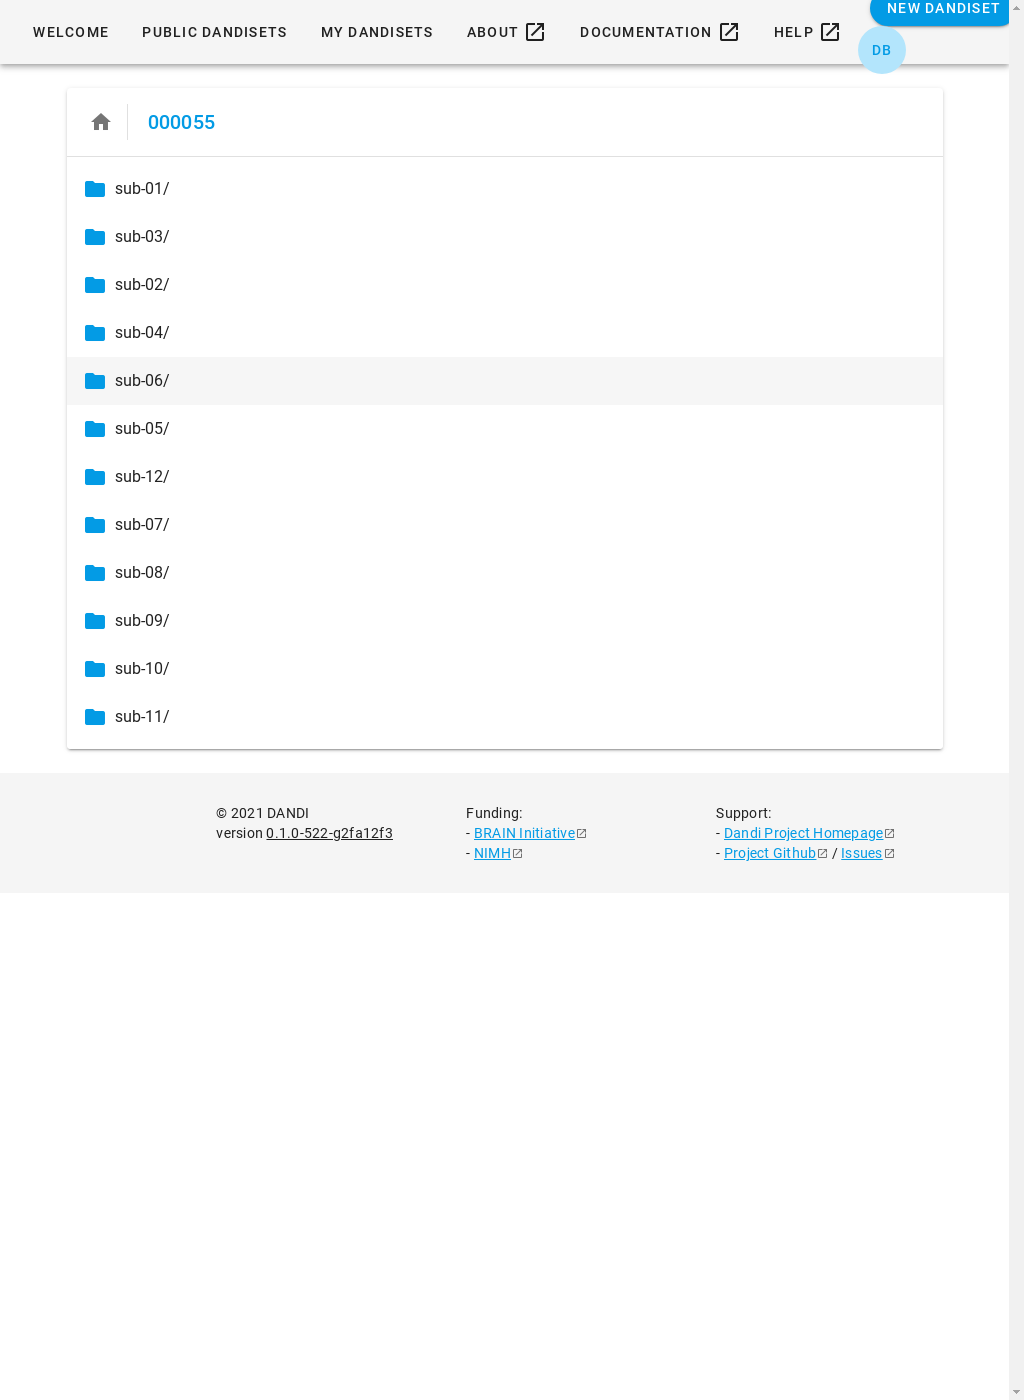 WELCOME PUBLIC DANDISETS MY DANDISETS ABOUT DOCUMENTATION HELP NEW DANDISET
DB
000055
sub-01/
sub-03/
sub-02/
sub-04/
sub-06/
sub-05/
sub-12/
sub-07/
sub-08/
sub-09/
sub-10/
sub-11/
© 2021 DANDI
version 0.1.0-522-g2fa12f3
Funding:
- BRAIN Initiative
- NIMH
Support:
- Dandi Project Homepage
- Project Github / Issues